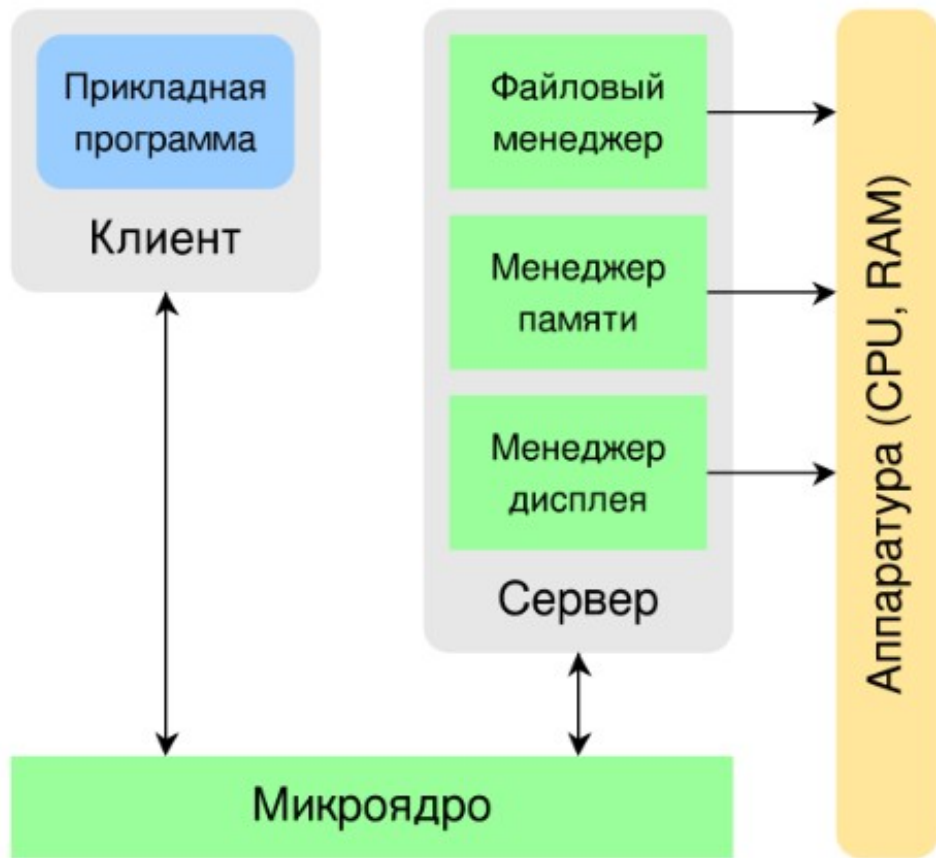 Прикладная
программа
Клиент
Файловый
менеджер
Менеджер
памяти
Менеджер
дисплея
Сервер
Микроядро
Аппаратура (CPU, RAM)